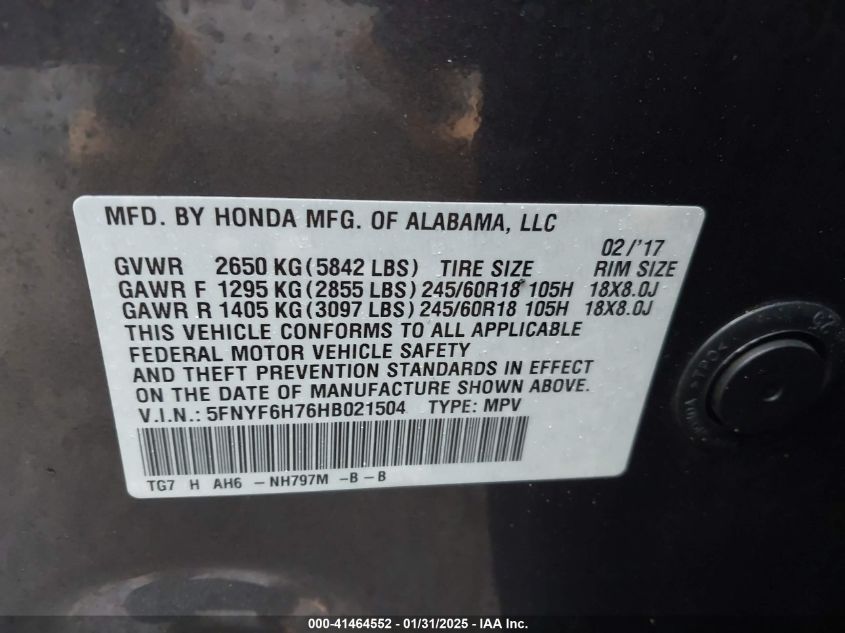 MFD. BY HONDA MFG. OF ALABAMA, LLC
02/'17
GVWR 2650 KG (5842 LBS) TIRE SIZE RIM SIZE
GAWR F 1295 KG (2855 LBS) 245/60R18 105H 18X8.0J
GAWR R 1405 KG (3097 LBS) 245/60R18 105H 18X8.0J
THIS VEHICLE CONFORMS TO ALL APPLICABLE
FEDERAL MOTOR VEHICLE SAFETY
AND THEFT PREVENTION STANDARDS IN EFFECT
ON THE DATE OF MANUFACTURE SHOWN ABOVE.
V.I.N.: 5FNYF6H76HB021504 TYPE: MPV
TG7 H AH6 - NH797M - B - B
>TPO<
000-41464552 - 01/31/2025 - IAA Inc.